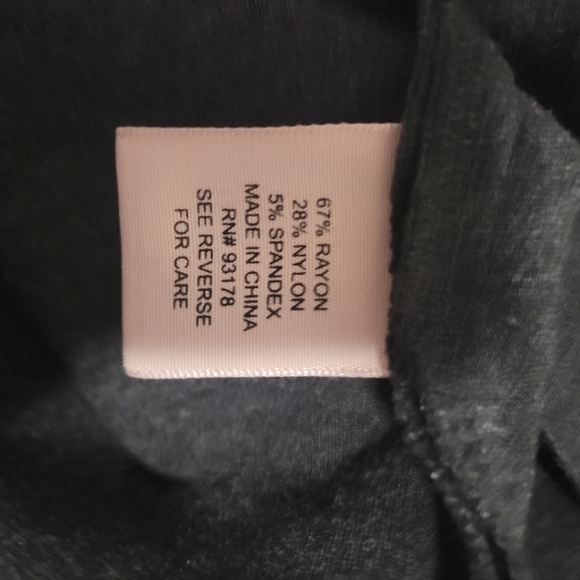 67% RAYON
28% NYLON
5% SPANDEX
MADE IN CHINA
RN# 93178
SEE REVERSE
FOR CARE